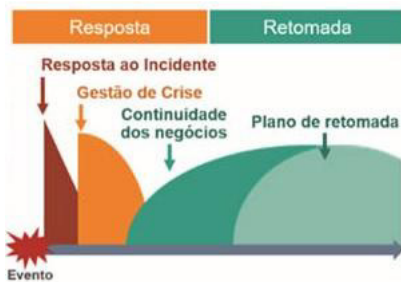 Resposta
Retomada
Resposta ao Incidente
Gestão de Crise
Continuidade
dos negócios
Plano de retomada
Evento